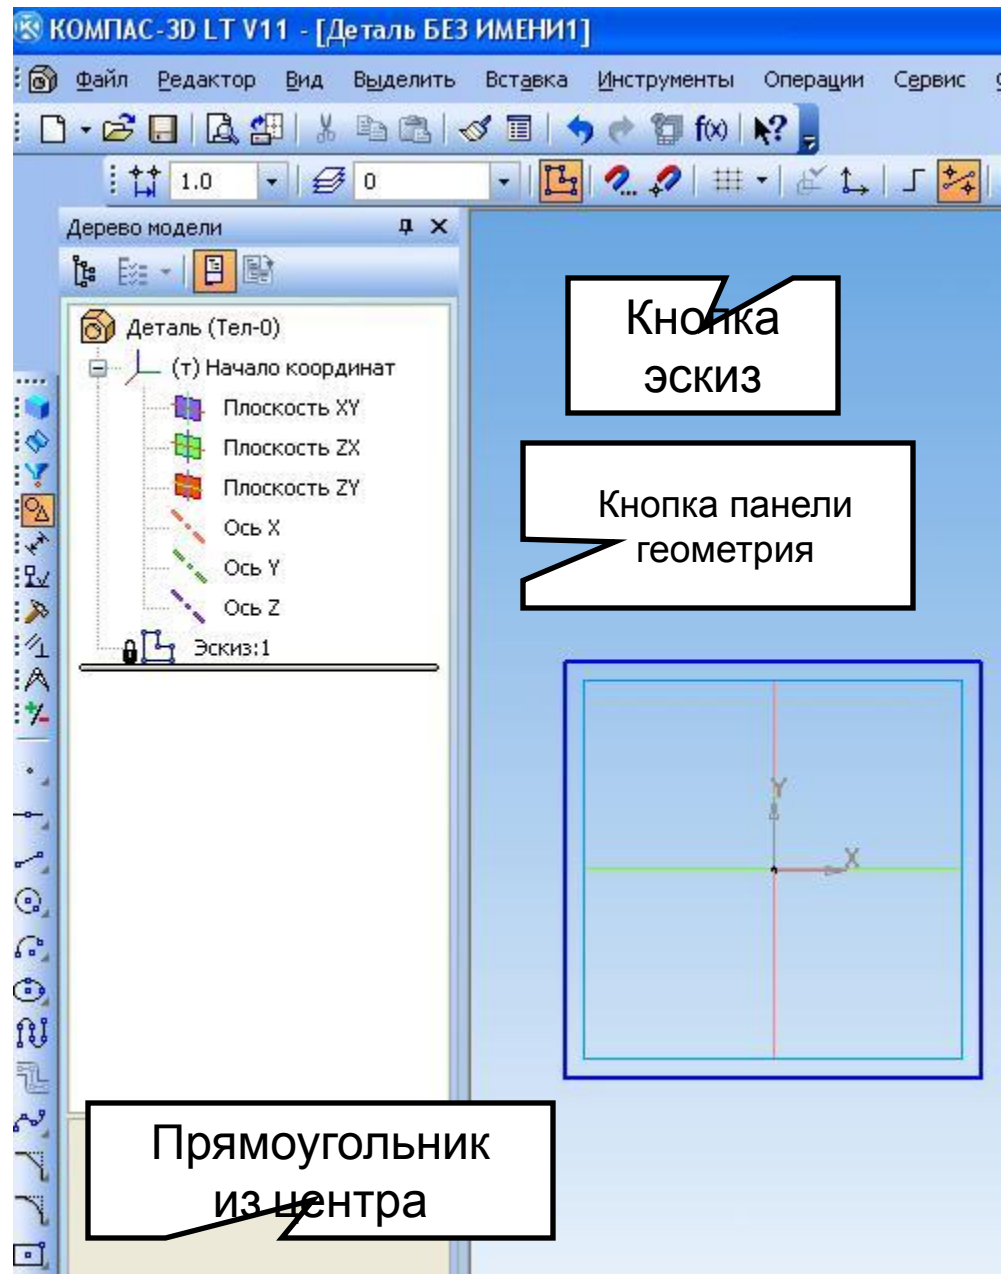 КОМПАС-3D LT V11 - [Деталь БЕЗ ИМЕНИ1]
Файл Редактор Вид Выделить Вставка Инструменты Операции Сервис
f(x) ?
1.0 0
Дерево модели
Деталь (Тел-0)
(т) Начало координат
Плоскость XY
Плоскость ZX
Плоскость ZY
Ось X
Ось Y
Ось Z
Эскиз:1
Кнопка
эскиз
Кнопка панели
геометрия
Y
X
Прямоугольник
из центра